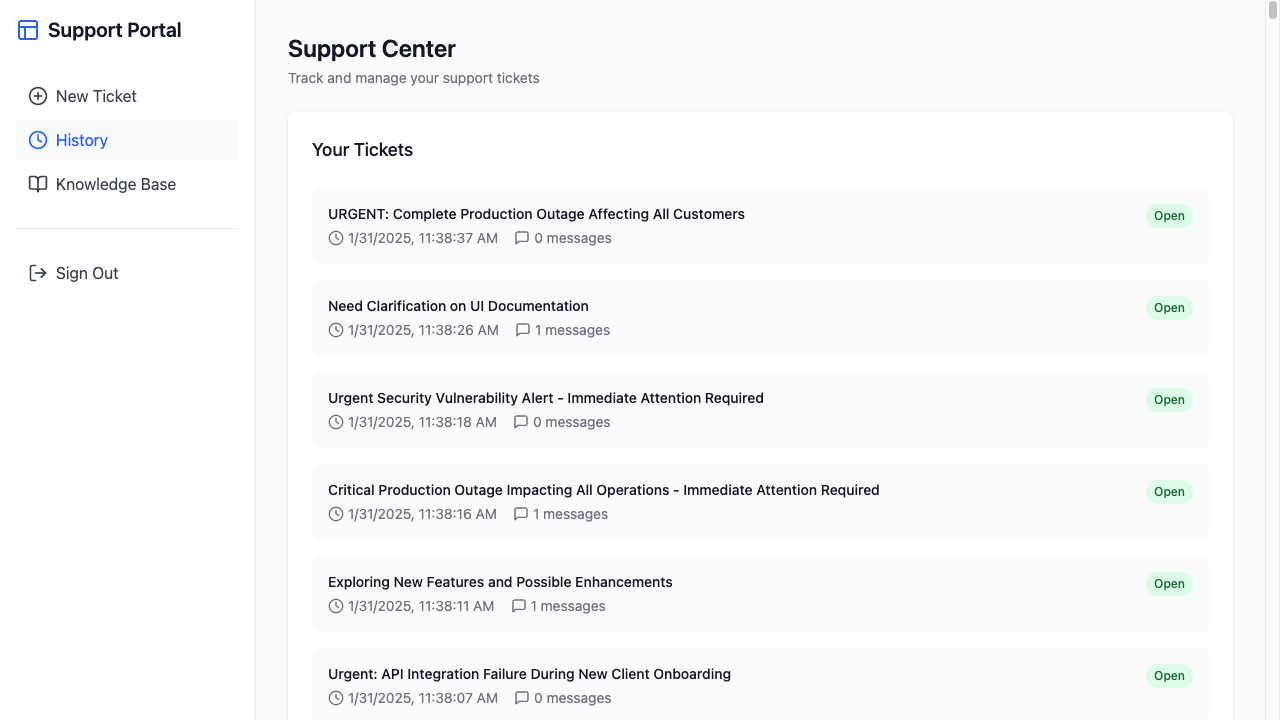 Support Portal
New Ticket
History
Knowledge Base
Sign Out
Support Center
Track and manage your support tickets
Your Tickets
URGENT: Complete Production Outage Affecting All Customers
Open
1/31/2025, 11:38:37 AM 0 messages
Need Clarification on UI Documentation
Open
1/31/2025, 11:38:26 AM 1 messages
Urgent Security Vulnerability Alert - Immediate Attention Required
Open
1/31/2025, 11:38:18 AM 0 messages
Critical Production Outage Impacting All Operations - Immediate Attention Required
Open
1/31/2025, 11:38:16 AM 1 messages
Exploring New Features and Possible Enhancements
Open
1/31/2025, 11:38:11 AM 1 messages
Urgent: API Integration Failure During New Client Onboarding
Open
1/31/2025, 11:38:07 AM 0 messages